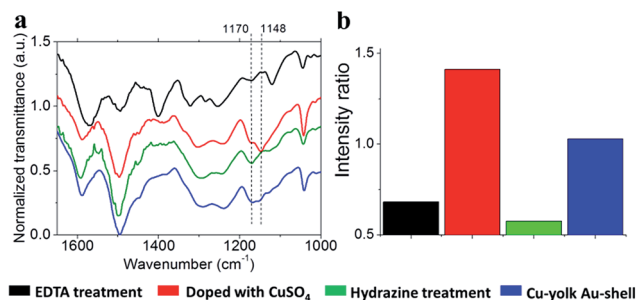 a
1170
1148
b
Normalized transmittance (a.u.)
1.5
1.0
0.5
0.0
1600
1400
1200
1000
Wavenumber (cm⁻¹)
Intensity ratio
1.5
1.0
0.5
EDTA treatment
Doped with CuSO₄
Hydrazine treatment
Cu-yolk Au-shell